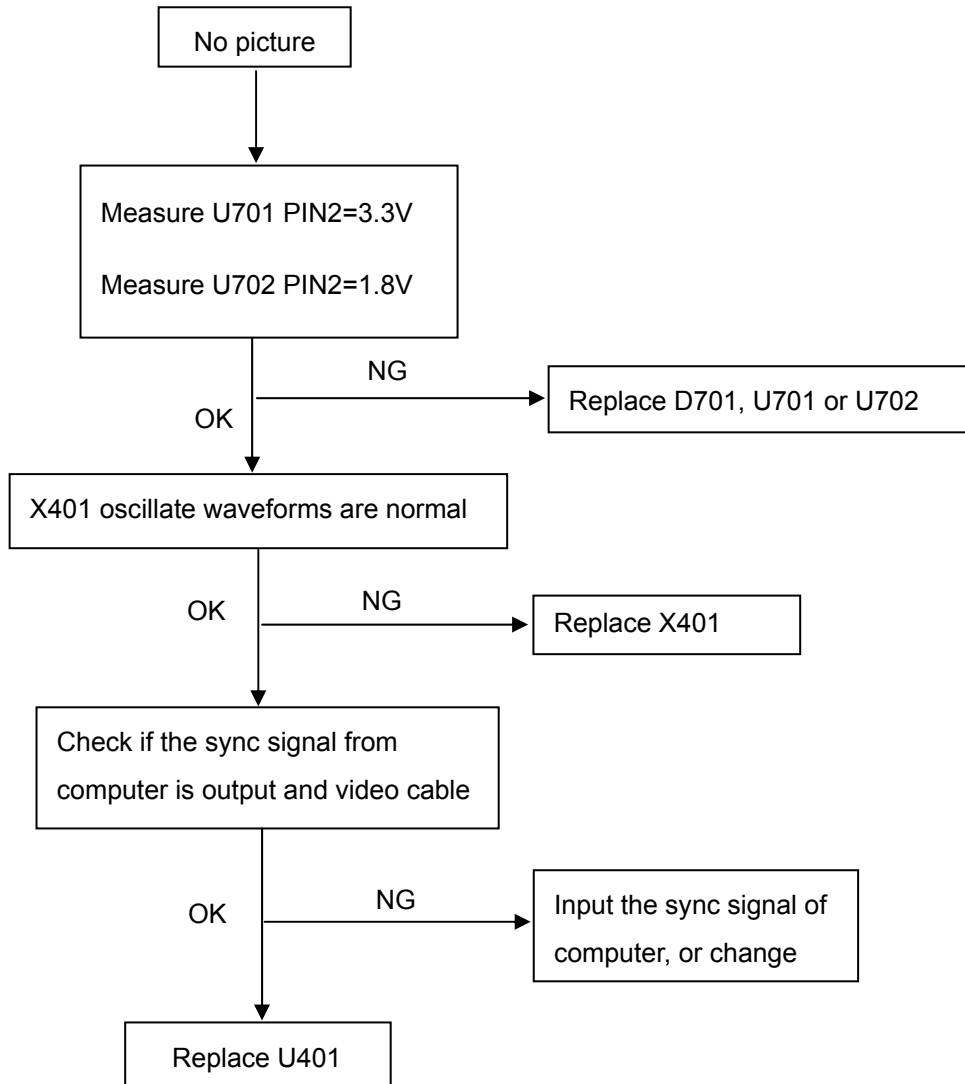 No picture
Measure U701 PIN2=3.3V
Measure U702 PIN2=1.8V
NG
Replace D701, U701 or U702
OK
X401 oscillate waveforms are normal
OK
NG
Replace X401
Check if the sync signal from
computer is output and video cable
OK
NG
Input the sync signal of
computer, or change
Replace U401